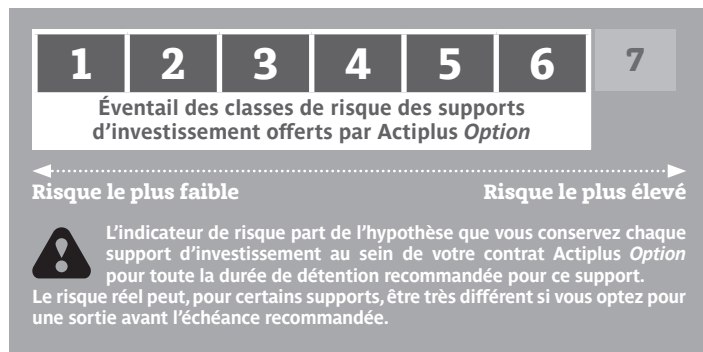 1 2 3 4 5 6 7
Éventail des classes de risque des supports
d’investissement offerts par Actiplus Option
Risque le plus faible Risque le plus élevé
L’indicateur de risque part de l’hypothèse que vous conservez chaque
support d’investissement au sein de votre contrat Actiplus Option
pour toute la durée de détention recommandée pour ce support.
Le risque réel peut, pour certains supports, être très différent si vous optez pour
une sortie avant l’échéance recommandée.